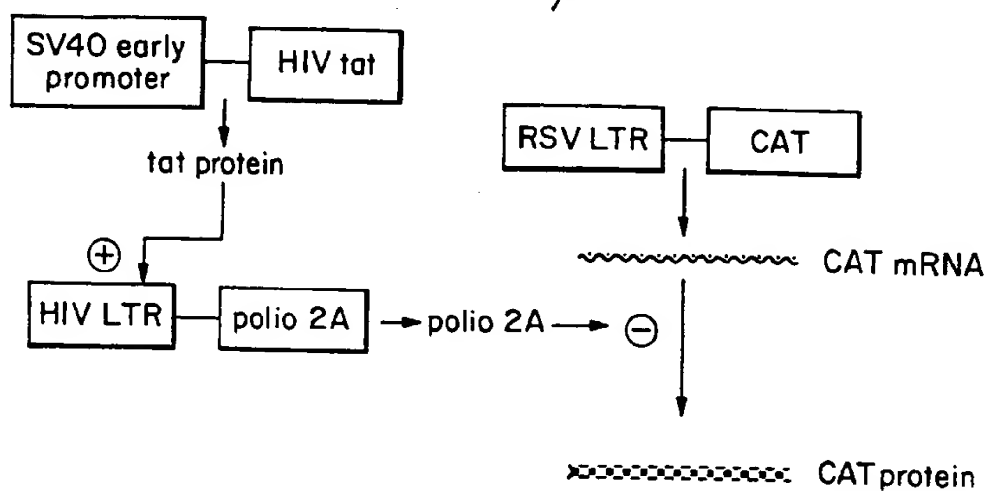 SV40 early
promoter
HIV tat
tat protein
RSV LTR
CAT
+
CAT mRNA
HIV LTR
polio 2A
polio 2A
−
CAT protein